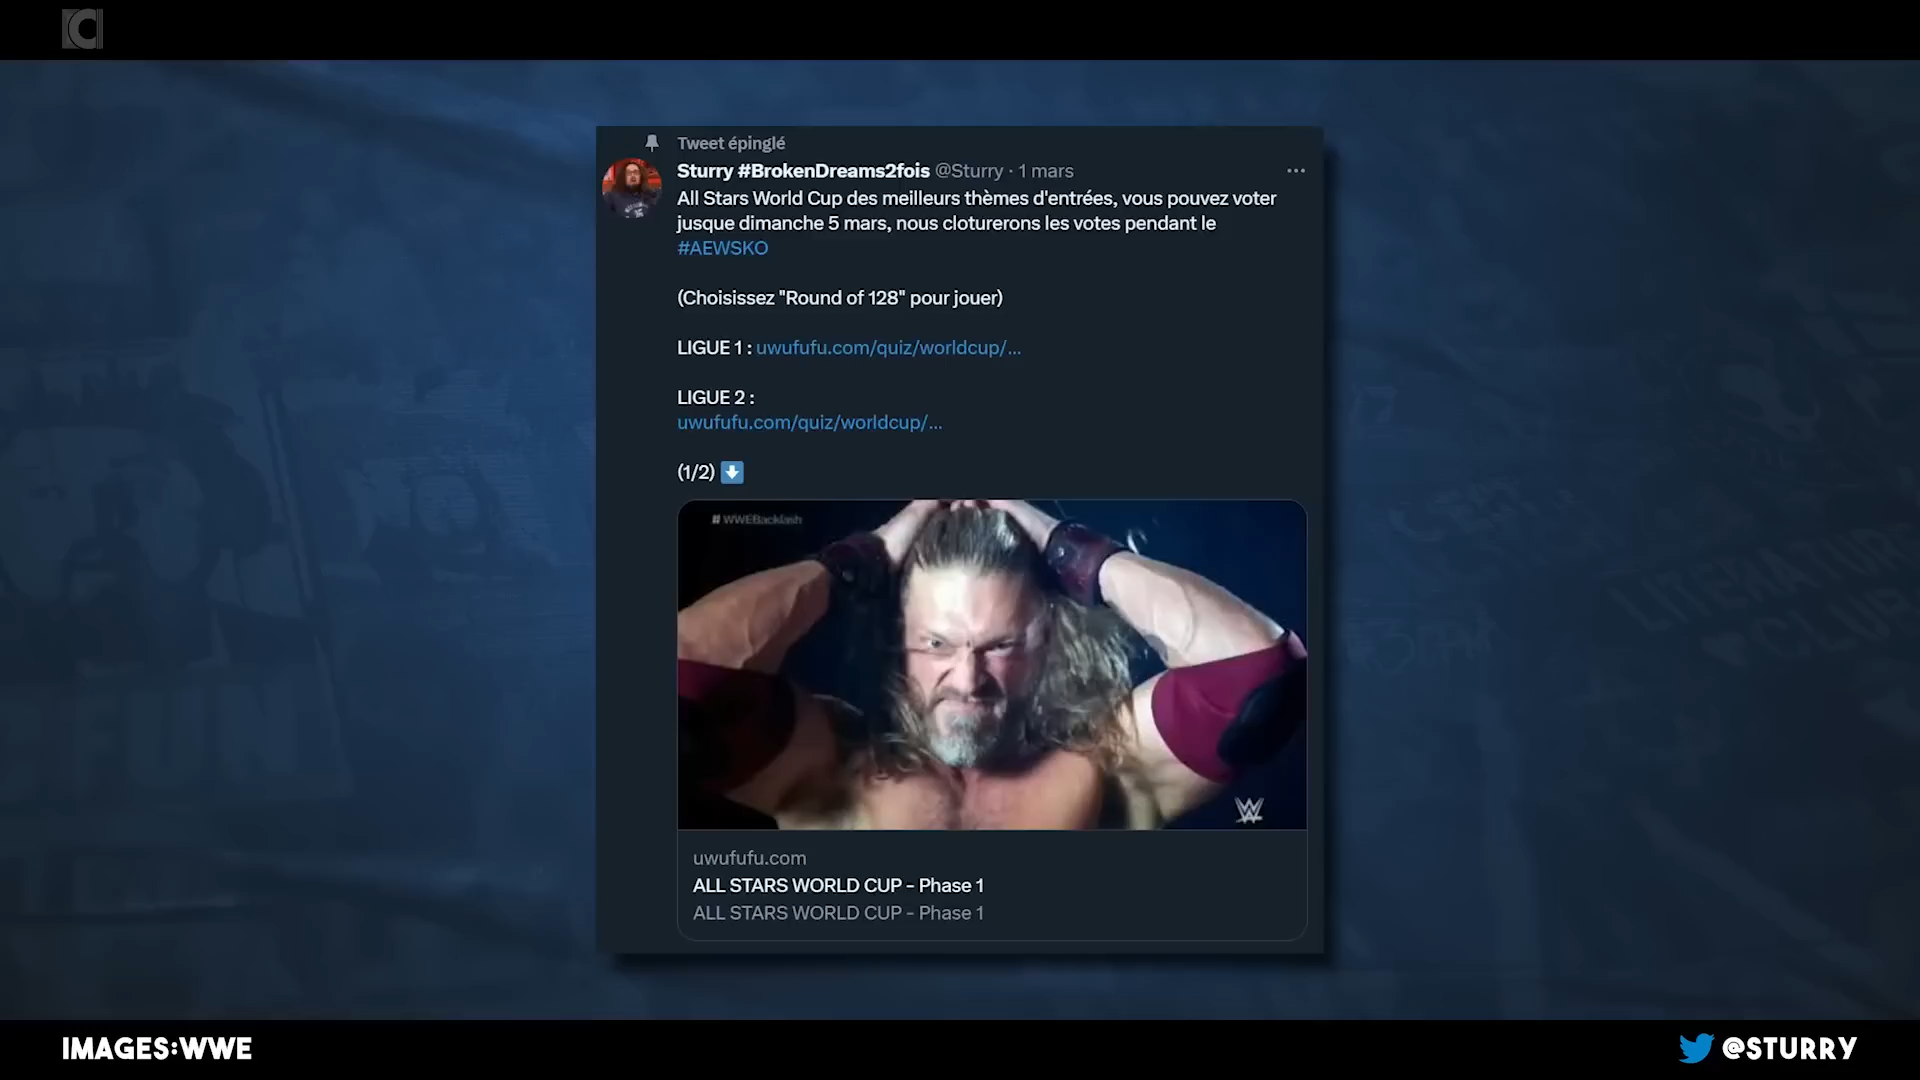 Tweet épinglé
Sturry #BrokenDreams2fois @Sturry · 1 mars
All Stars World Cup des meilleurs thèmes d'entrées, vous pouvez voter
jusque dimanche 5 mars, nous cloturerons les votes pendant le
#AEWSKO
(Choisissez "Round of 128" pour jouer)
LIGUE 1 : uwufufu.com/quiz/worldcup/...
LIGUE 2 :
uwufufu.com/quiz/worldcup/...
(1/2)
#WWEBacklash
uwufufu.com
ALL STARS WORLD CUP - Phase 1
ALL STARS WORLD CUP - Phase 1
LITERATURE
CLUB
FUN
IMAGES:WWE
@STURRY